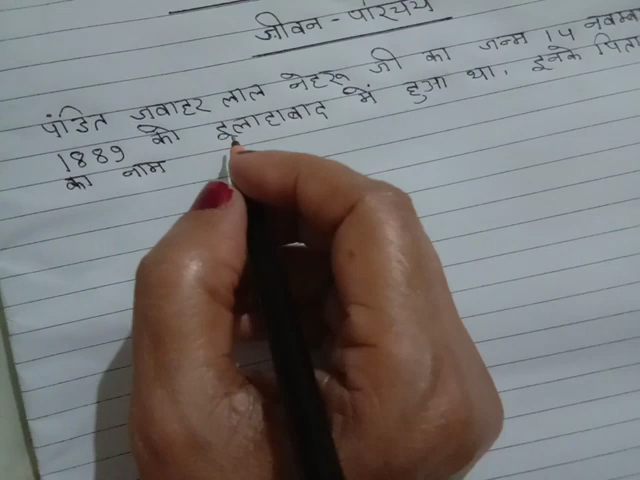 जीवन - परिचय
पंडित जवाहर लाल नेहरू जी का जन्म 14 नवम्ब
1889 को इलाहाबाद में हुआ था. इनके पिता
का नाम